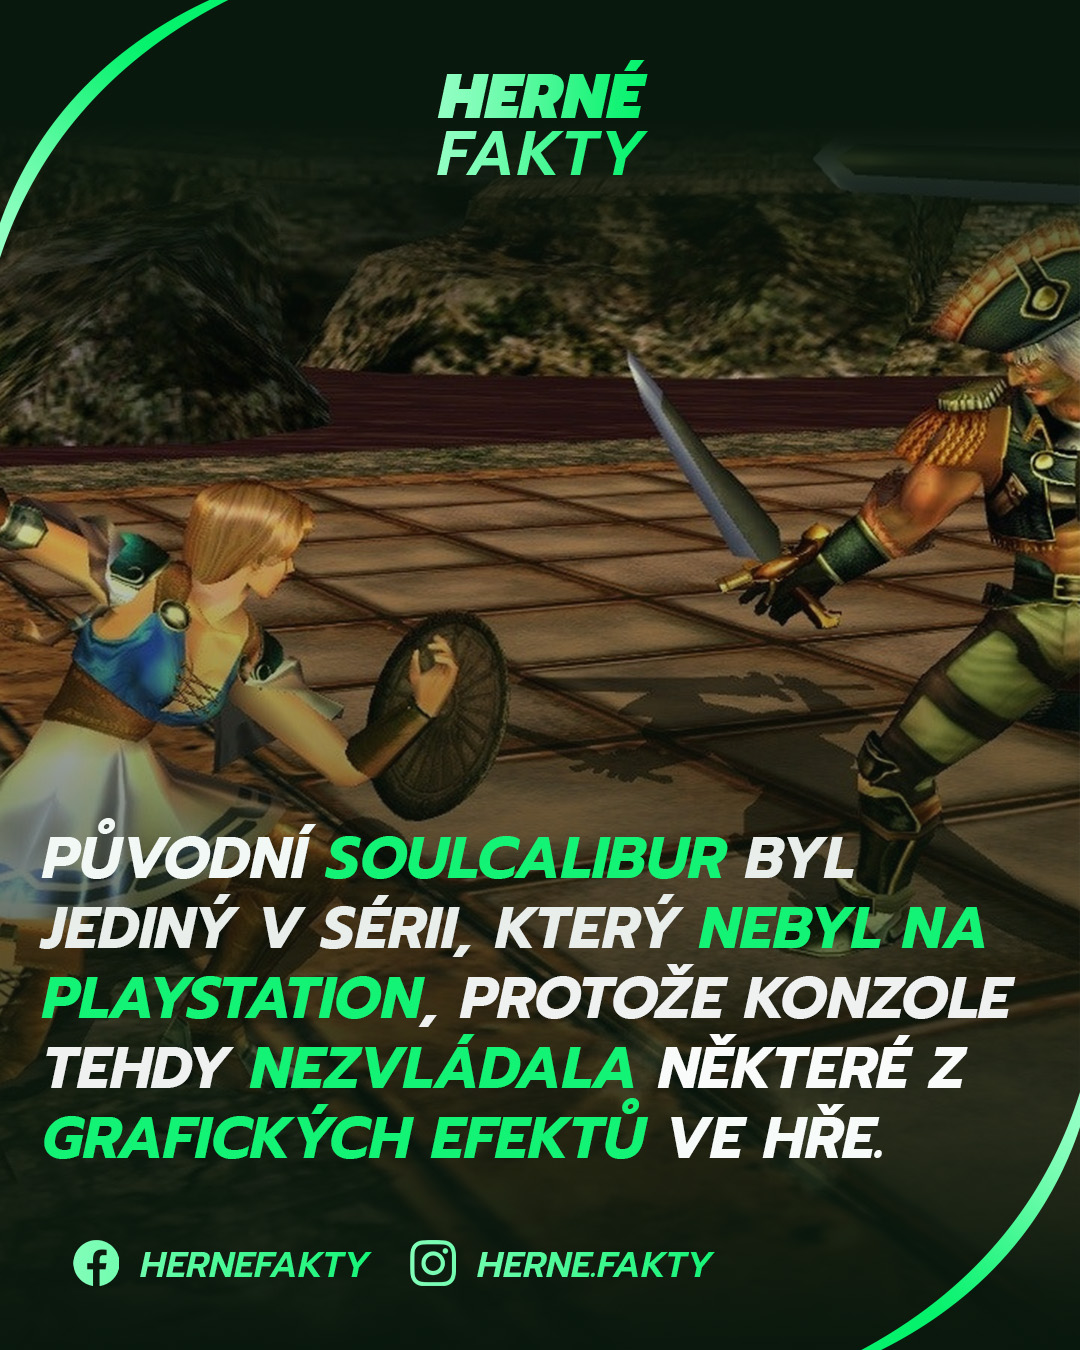 HERNÉ
FAKTY
PŮVODNÍ SOULCALIBUR BYL
JEDINÝ V SÉRII, KTERÝ NEBYL NA
PLAYSTATION, PROTOŽE KONZOLE
TEHDY NEZVLÁDALA NĚKTERÉ Z
GRAFICKÝCH EFEKTŮ VE HŘE.
HERNEFAKTY HERNE.FAKTY